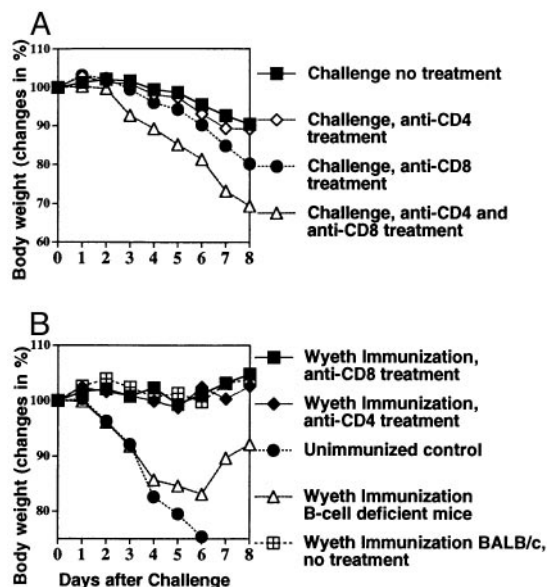 A
Body weight (changes in %)
110
100
90
80
70
60
0 1 2 3 4 5 6 7 8
Challenge no treatment
Challenge, anti-CD4
treatment
Challenge, anti-CD8
treatment
Challenge, anti-CD4 and
anti-CD8 treatment
B
Body weight (changes in %)
110
100
90
80
0 1 2 3 4 5 6 7 8
Days after Challenge
Wyeth Immunization,
anti-CD8 treatment
Wyeth Immunization,
anti-CD4 treatment
Unimmunized control
Wyeth Immunization
B-cell deficient mice
Wyeth Immunization BALB/c,
no treatment